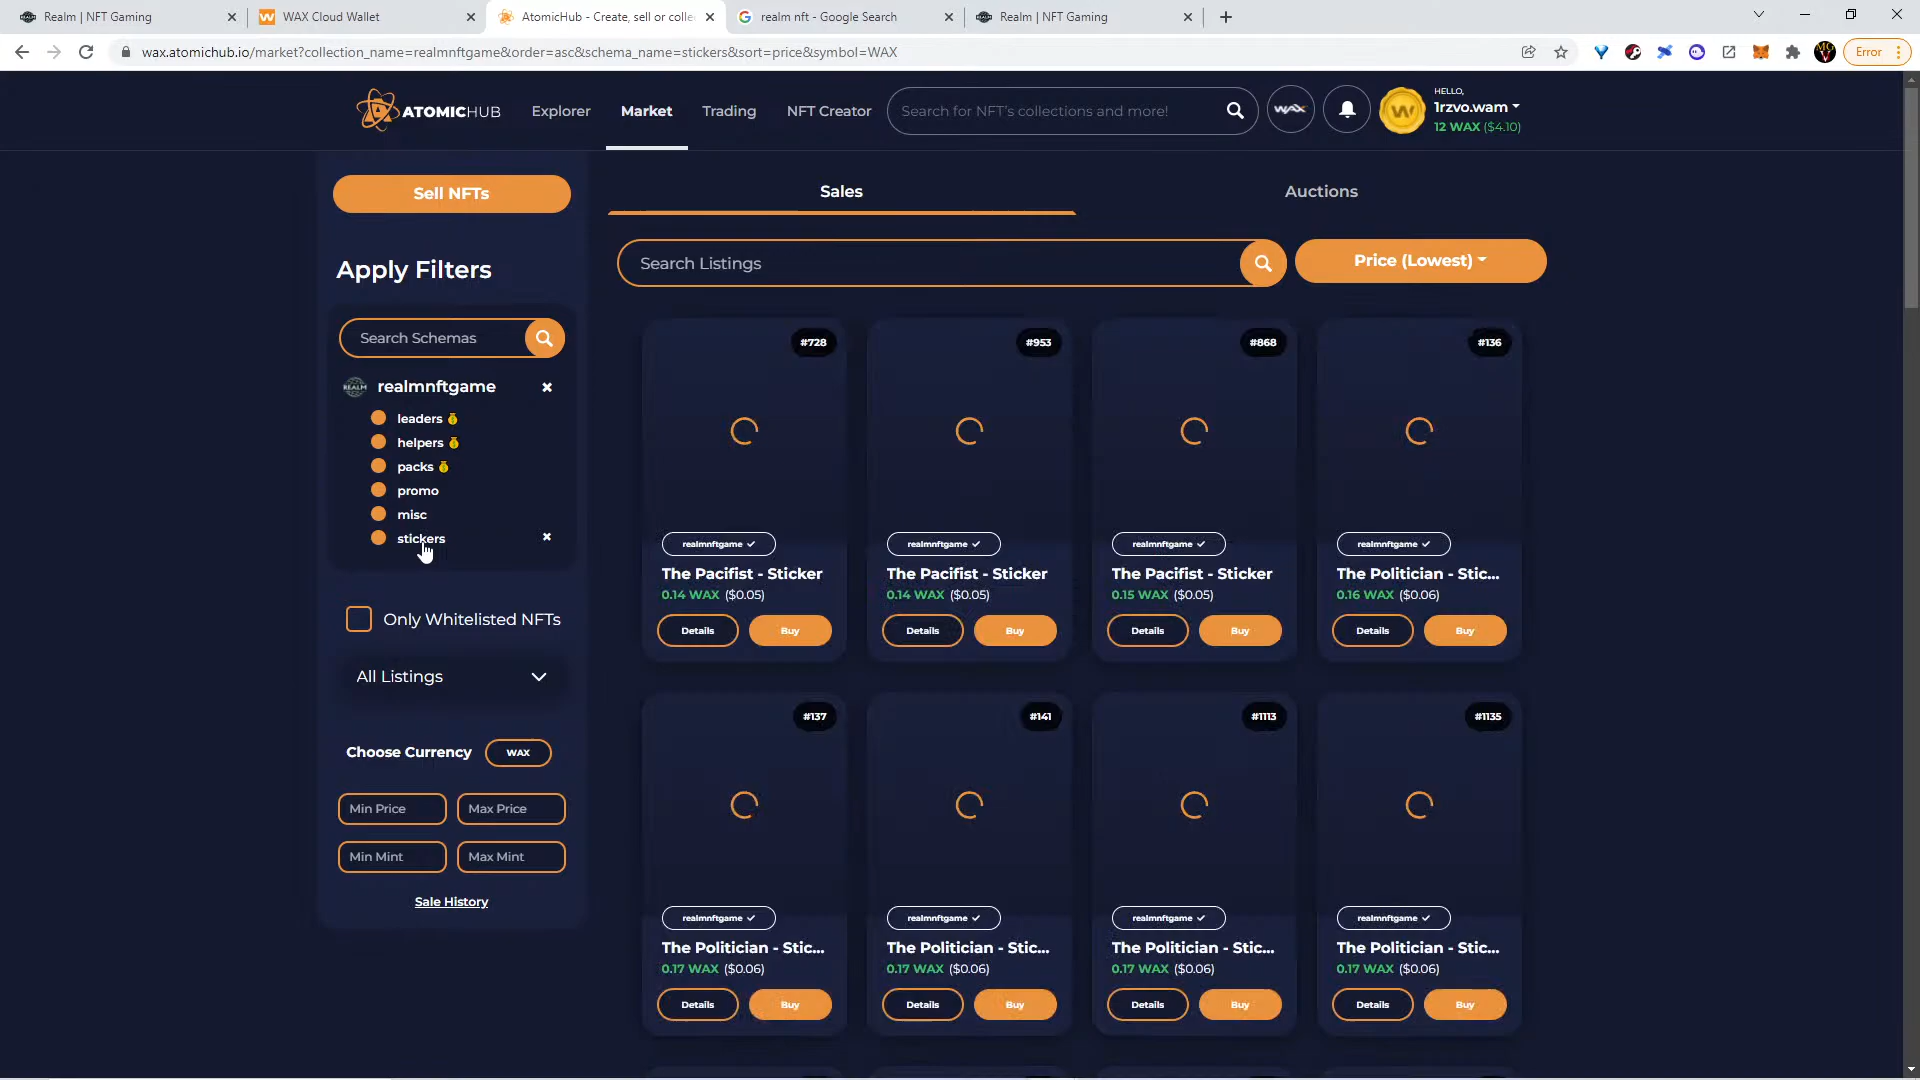 Realm | NFT Gaming
WAX Cloud Wallet
AtomicHub - Create, sell or colle
realm nft - Google Search
Realm | NFT Gaming
wax.atomichub.io/market?collection_name=realmnftgame&order=asc&schema_name=stickers&sort=price&symbol=WAX
Error
ATOMICHUB
Explorer
Market
Trading
NFT Creator
Search for NFT's collections and more!
WAX
HELLO,
1rzvo.wam
12 WAX ($4.10)
Sell NFTs
Sales
Auctions
Apply Filters
Search Listings
Price (Lowest)
Search Schemas
REALM
realmnftgame
leaders
helpers
packs
promo
misc
stickers
Only Whitelisted NFTs
All Listings
Choose Currency WAX
Min Price
Max Price
Min Mint
Max Mint
Sale History
#728
#953
#868
#136
realmnftgame
realmnftgame
realmnftgame
realmnftgame
The Pacifist - Sticker
The Pacifist - Sticker
The Pacifist - Sticker
The Politician - Stic...
0.14 WAX ($0.05)
0.14 WAX ($0.05)
0.15 WAX ($0.05)
0.16 WAX ($0.06)
Details Buy
Details Buy
Details Buy
Details Buy
#137
#141
#1113
#1135
realmnftgame
realmnftgame
realmnftgame
realmnftgame
The Politician - Stic...
The Politician - Stic...
The Politician - Stic...
The Politician - Stic...
0.17 WAX ($0.06)
0.17 WAX ($0.06)
0.17 WAX ($0.06)
0.17 WAX ($0.06)
Details Buy
Details Buy
Details Buy
Details Buy